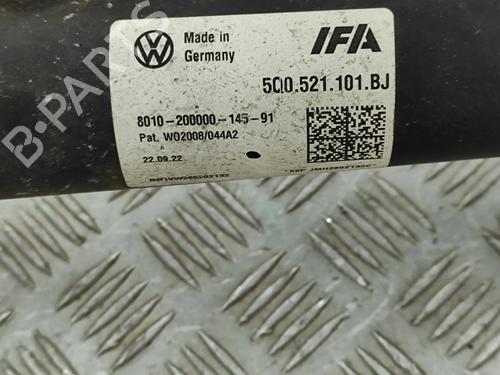 Made in
Germany
IFA
5Q0.521.101.BJ
8010-200000-145-91
Pat. WO2008/044A2
22.09.22
B-PARTS